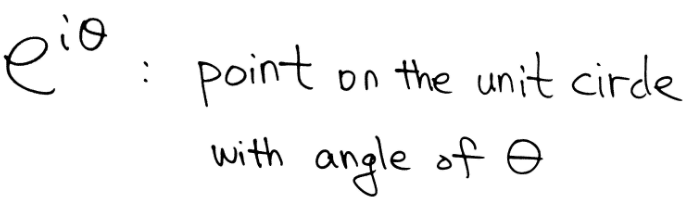 e^{iθ} : point on the unit circle
with angle of θ